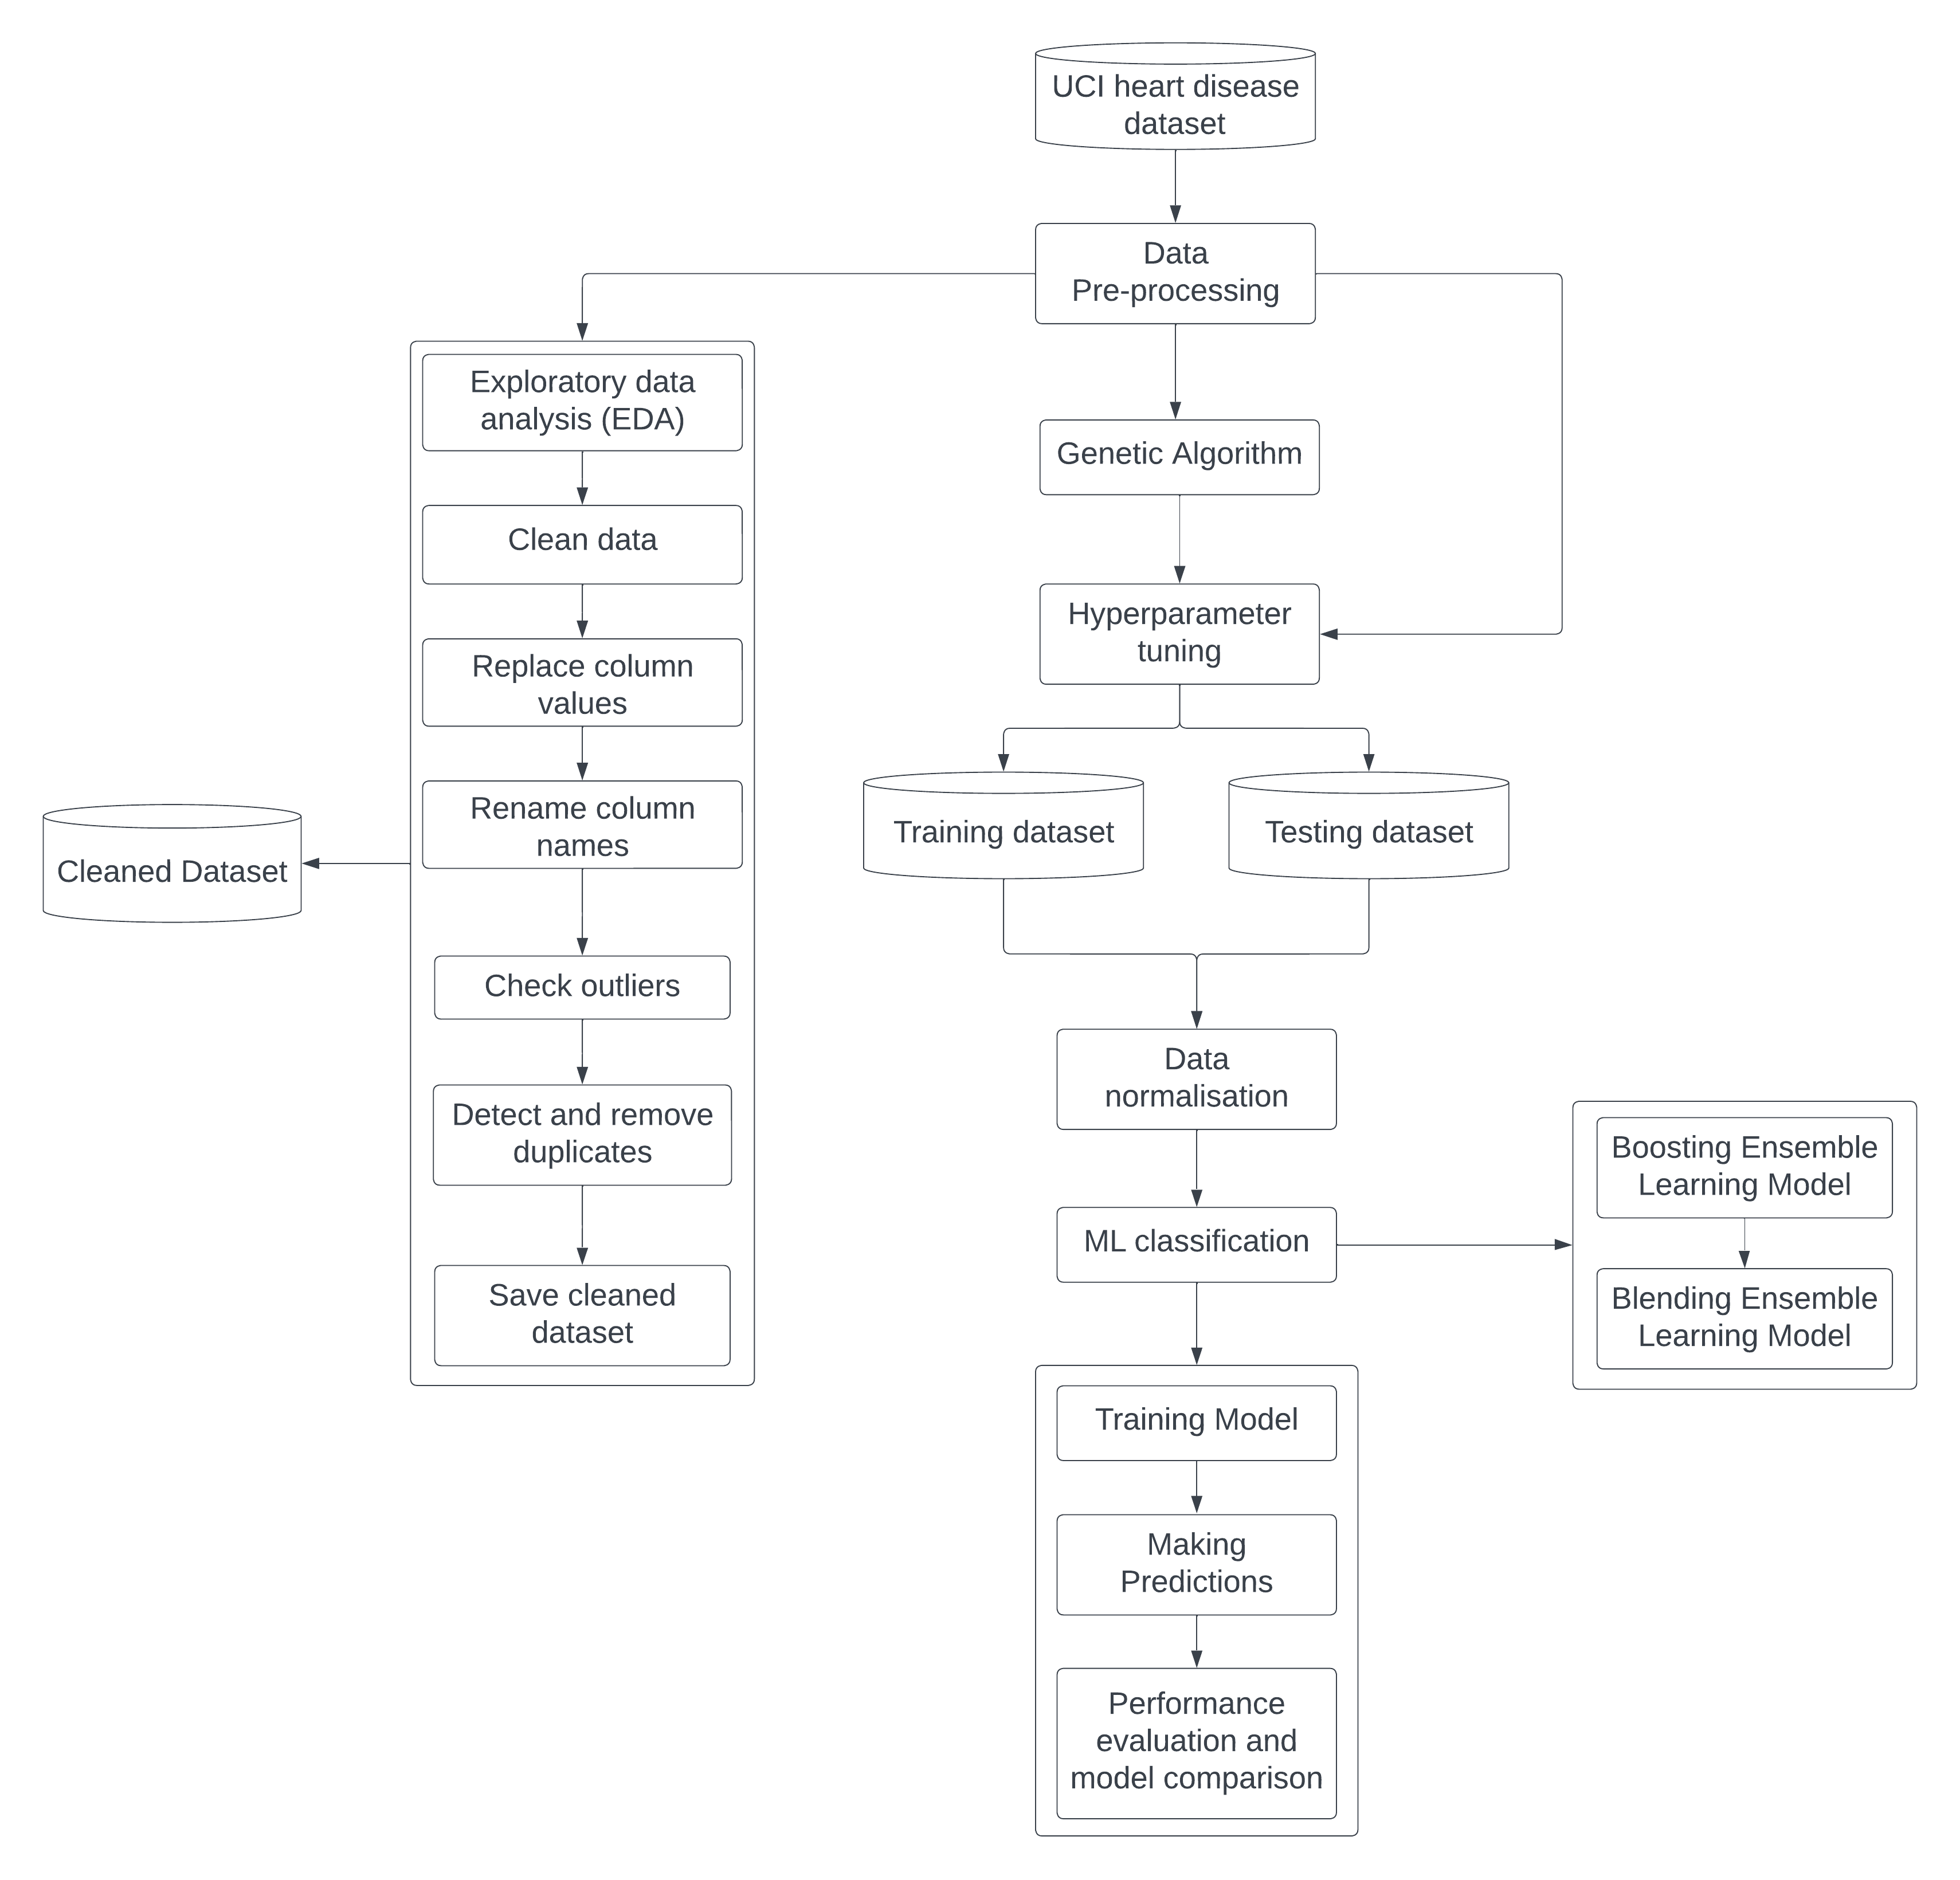 UCI heart disease
dataset
Data
Pre-processing
Exploratory data
analysis (EDA)
Clean data
Replace column
values
Rename column
names
Check outliers
Detect and remove
duplicates
Save cleaned
dataset
Cleaned Dataset
Genetic Algorithm
Hyperparameter
tuning
Training dataset
Testing dataset
Data
normalisation
ML classification
Boosting Ensemble
Learning Model
Blending Ensemble
Learning Model
Training Model
Making
Predictions
Performance
evaluation and
model comparison